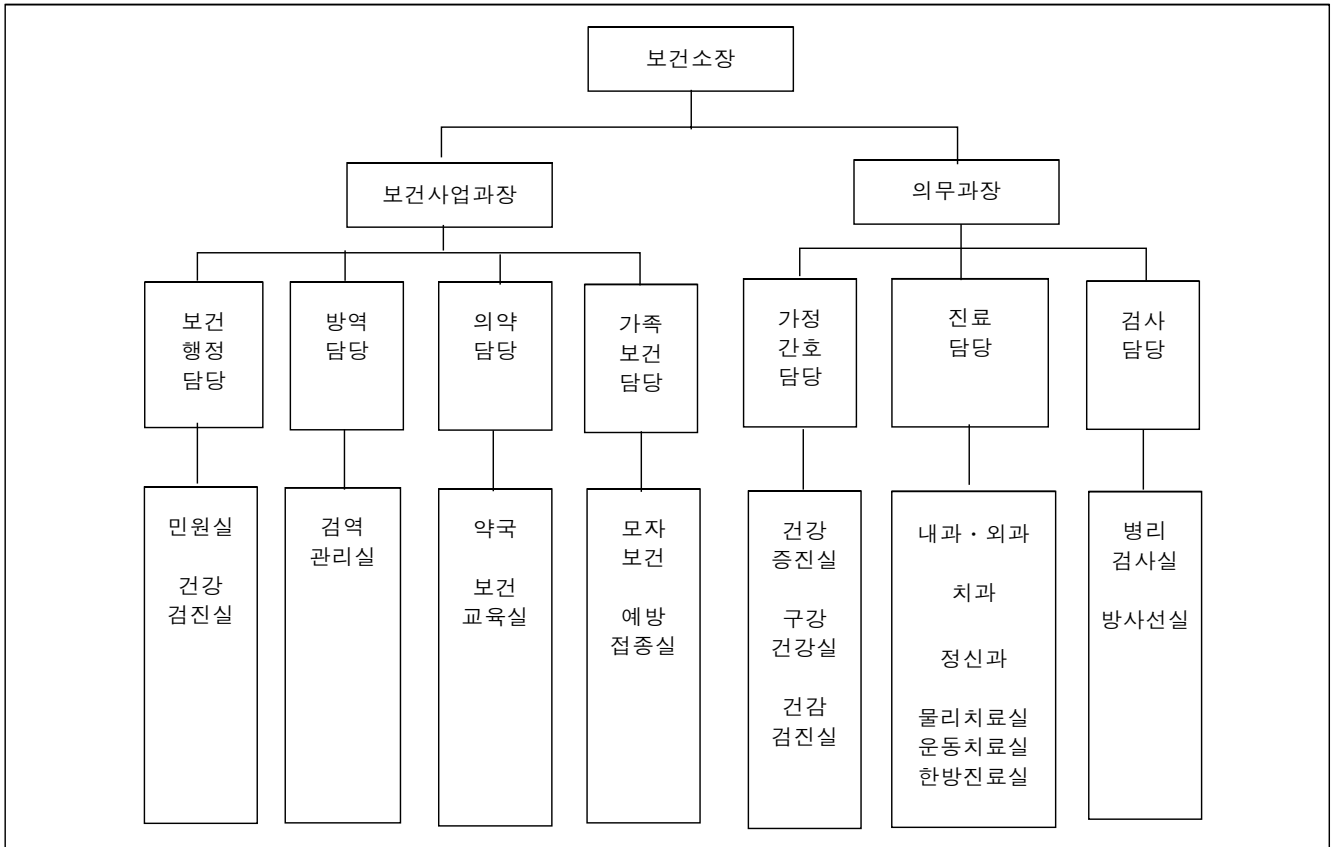 보건소장
보건사업과장
의무과장
보건
행정
담당
방역
담당
의약
담당
가족
보건
담당
가정
간호
담당
진료
담당
검사
담당
민원실
건강
검진실
검역
관리실
약국
보건
교육실
모자
보건
예방
접종실
건강
증진실
구강
건강실
건감
검진실
내과・외과
치과
정신과
물리치료실
운동치료실
한방진료실
병리
검사실
방사선실